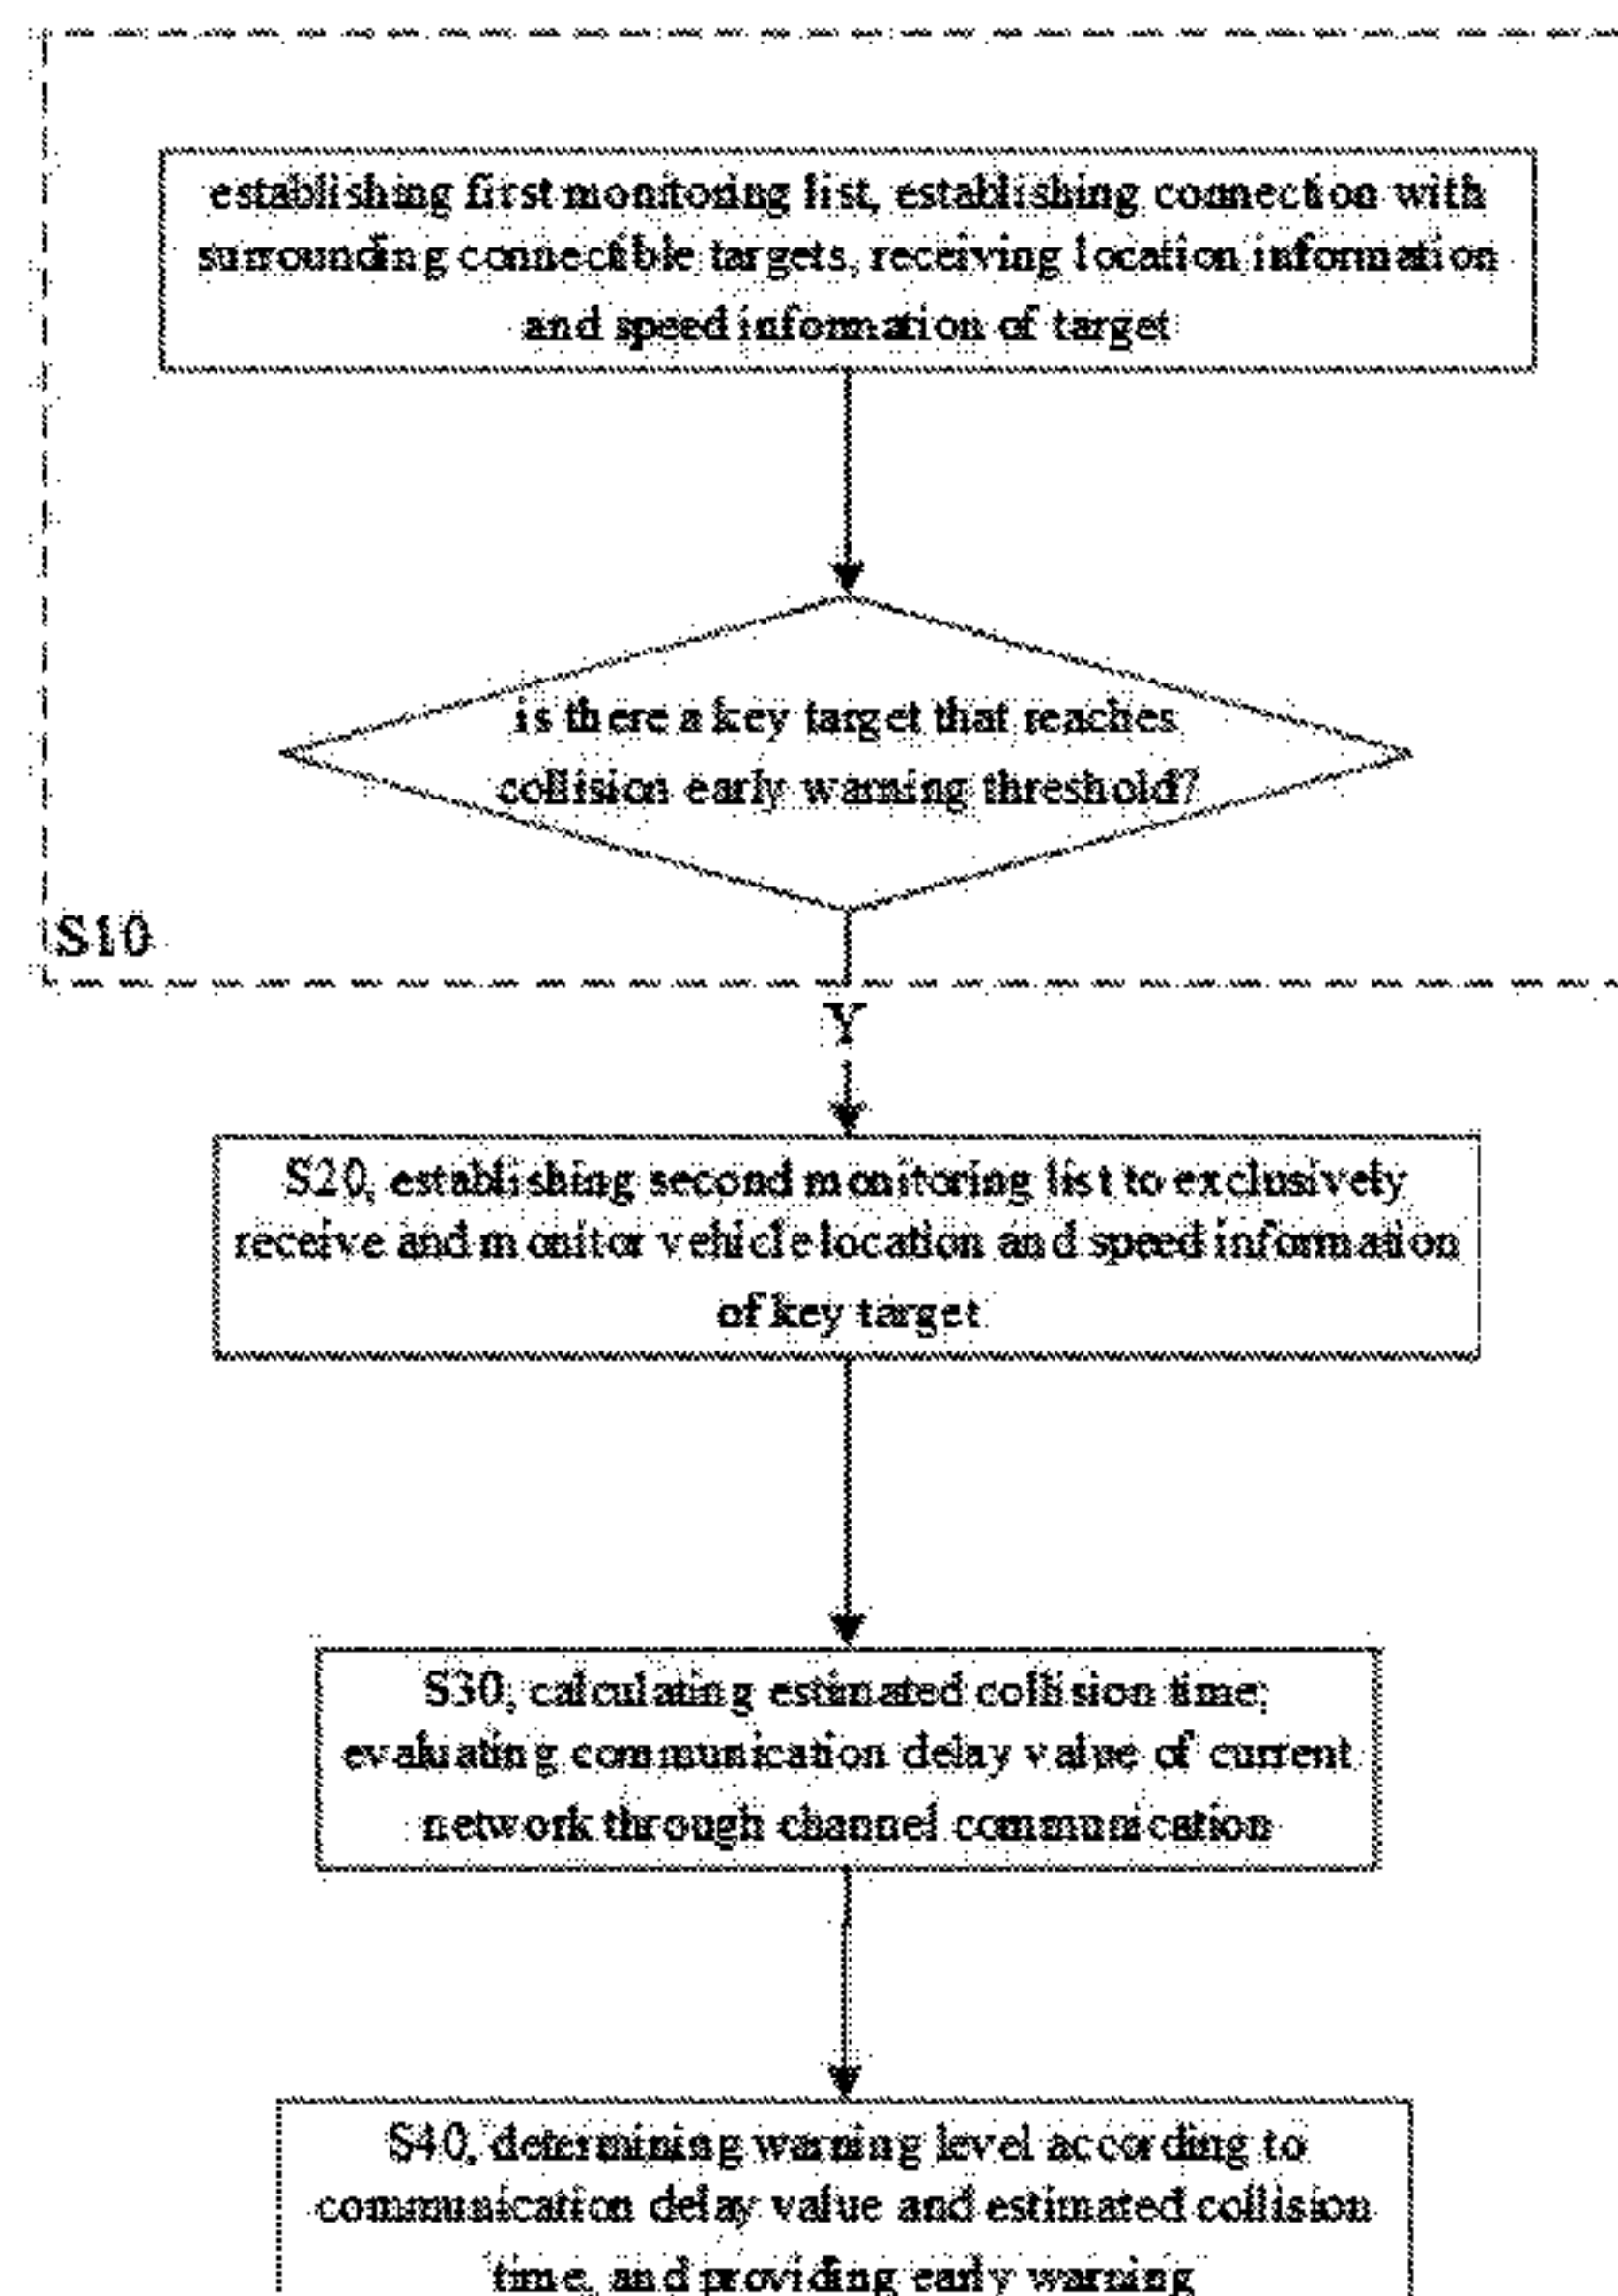 establishing first monitoring list, establishing connection with
surrounding connectible targets, receiving location information
and speed information of target
is there a key target that reaches
collision early warning threshold?
S10
Y
S20, establishing second monitoring list to exclusively
receive and monitor vehicle location and speed information
of key target
S30, calculating estimated collision time;
evaluating communication delay value of current
network through channel communication
S40, determining warning level according to
communication delay value and estimated collision
time, and providing early warning